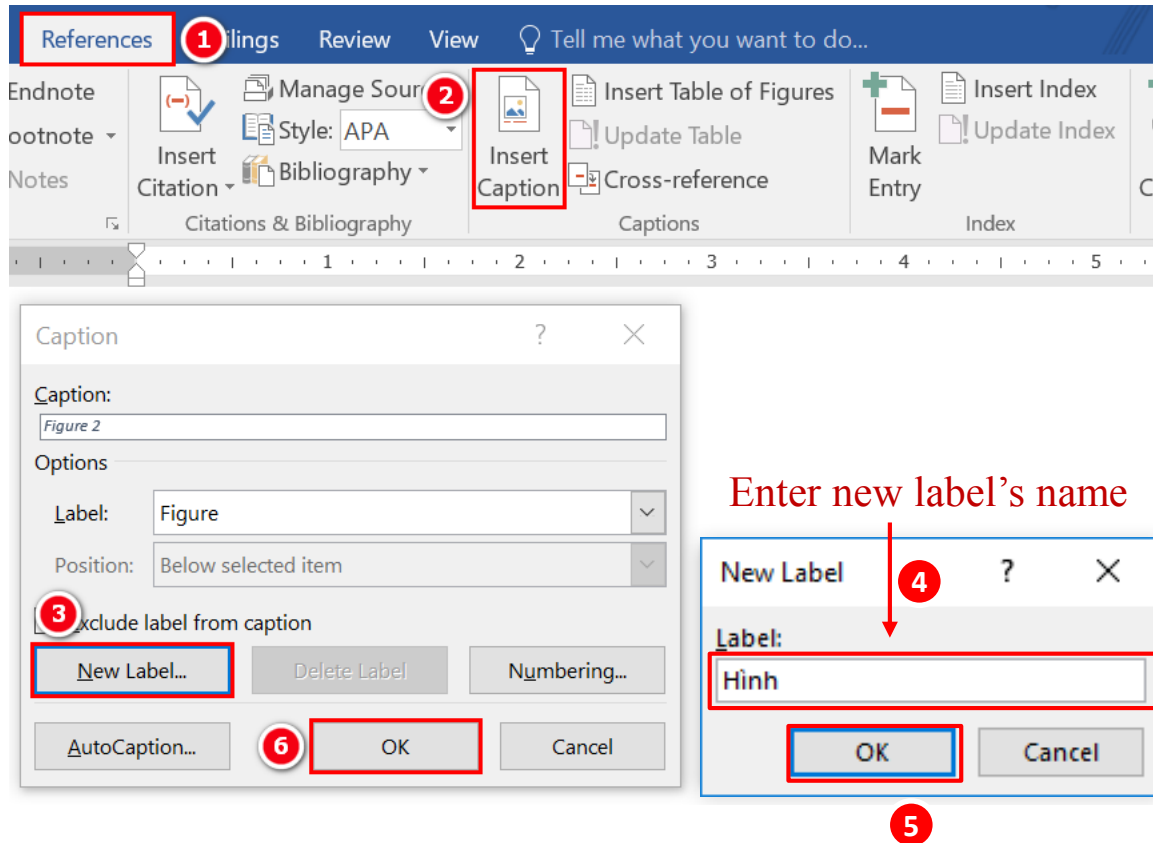 References 1 ilings Review View Tell me what you want to do...
Endnote
ootnote
Notes
Insert
Citation
Manage Sour 2
Style: APA
Bibliography
Citations & Bibliography
Insert
Caption
Insert Table of Figures
Update Table
Cross-reference
Captions
Mark
Entry
Insert Index
Update Index
Index
C
1 2 3 4 5
Caption ?
Caption:
Figure 2
Options
Label: Figure
Position: Below selected item
3 xclude label from caption
New Label... Delete Label Numbering...
AutoCaption... 6 OK Cancel
Enter new label’s name
New Label 4 ?
Label:
Hình
OK Cancel
5